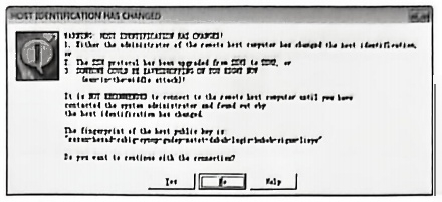 HOST IDENTIFICATION HAS CHANGED
WARNING: HOST IDENTIFICATION HAS CHANGED!
1. Either the administrator of the remote host computer has changed the host identification,
or
2 The SSH protocol has been upgraded from SSH1 to SSH2, or
3 SOMEONE COULD BE EAVESDROPPING ON YOU RIGHT NOW
(man-in-the-middle attack)!
It is NOT RECOMMENDED to connect to the remote host computer until you have
contacted the system administrator and found out why
the host identification has changed
The fingerprint of the host public key is:
Do you want to continue with the connection?
Yes No Help